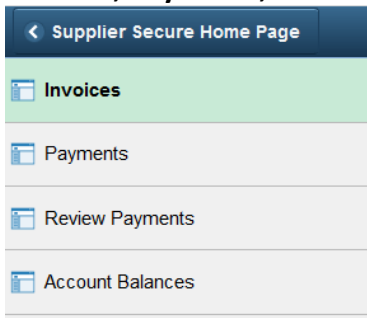 Supplier Secure Home Page
Invoices
Payments
Review Payments
Account Balances